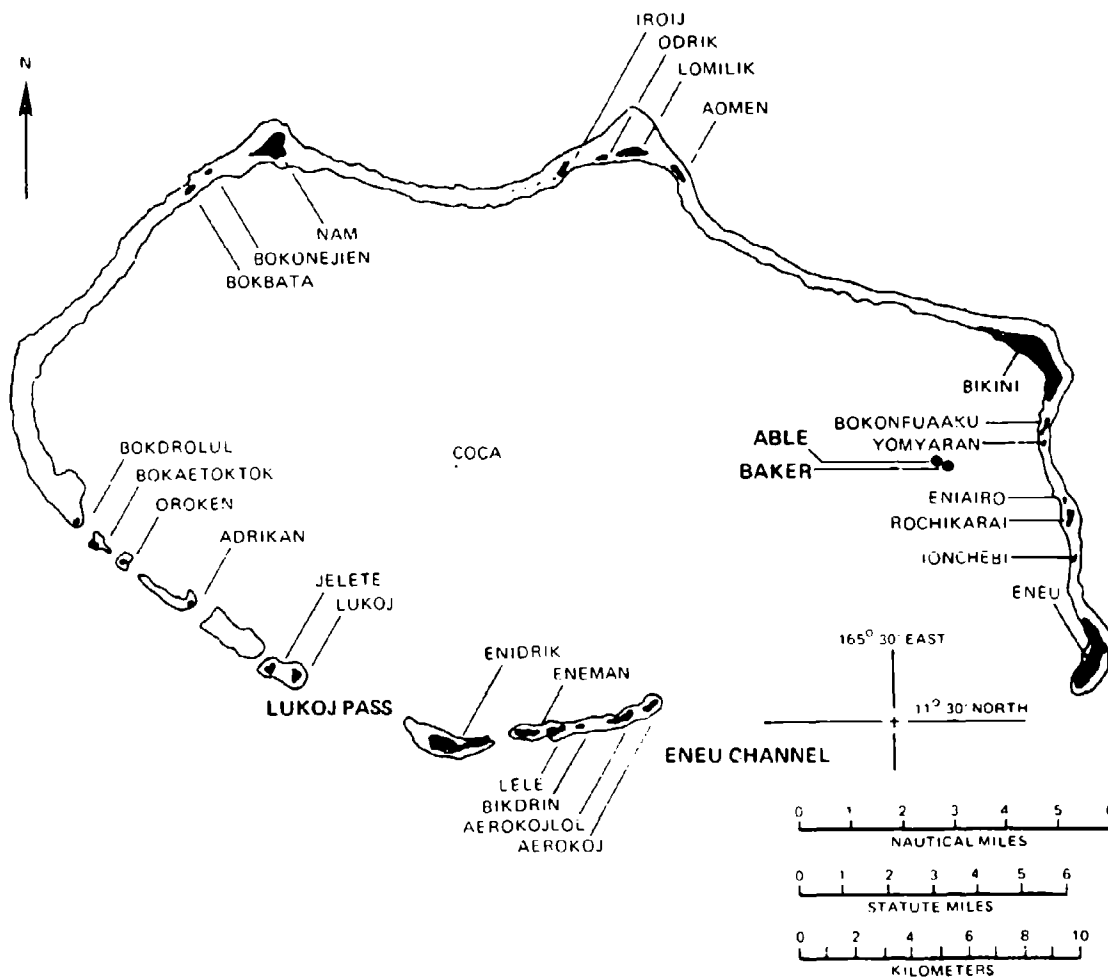 IROIJ
ODRIK
LOMILIK
AOMEN
N
NAM
BOKONEJIEN
BOKBATA
BIKINI
BOKONFUAAKU
YOMYARAN
ABLE
BAKER
COCA
BOKDROLUL
BOKAETOKTOK
OROKEN
ADRIKAN
ENIAIRO
ROCHIKARAI
IONCHEBI
ENEU
JELETE
LUKOJ
165° 30' EAST
ENIDRIK
ENEMAN
LUKOJ PASS
11° 30' NORTH
ENEU CHANNEL
LELE
BIKDRIN
AEROKOJLOL
AEROKOJ
0 1 2 3 4 5 6
NAUTICAL MILES
0 1 2 3 4 5 6
STATUTE MILES
0 2 4 6 8 10
KILOMETERS